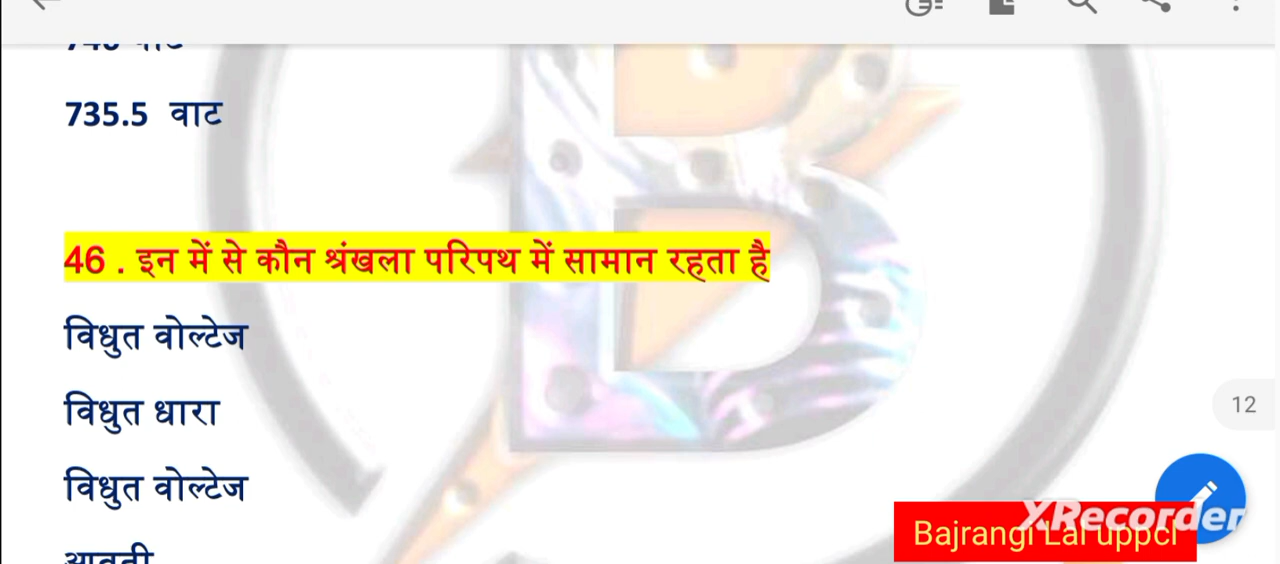 735.5 वाट
46 . इन में से कौन श्रंखला परिपथ में सामान रहता है
विधुत वोल्टेज
विधुत धारा
12
विधुत वोल्टेज
XRecorder
Bajrangi Lal uppcl